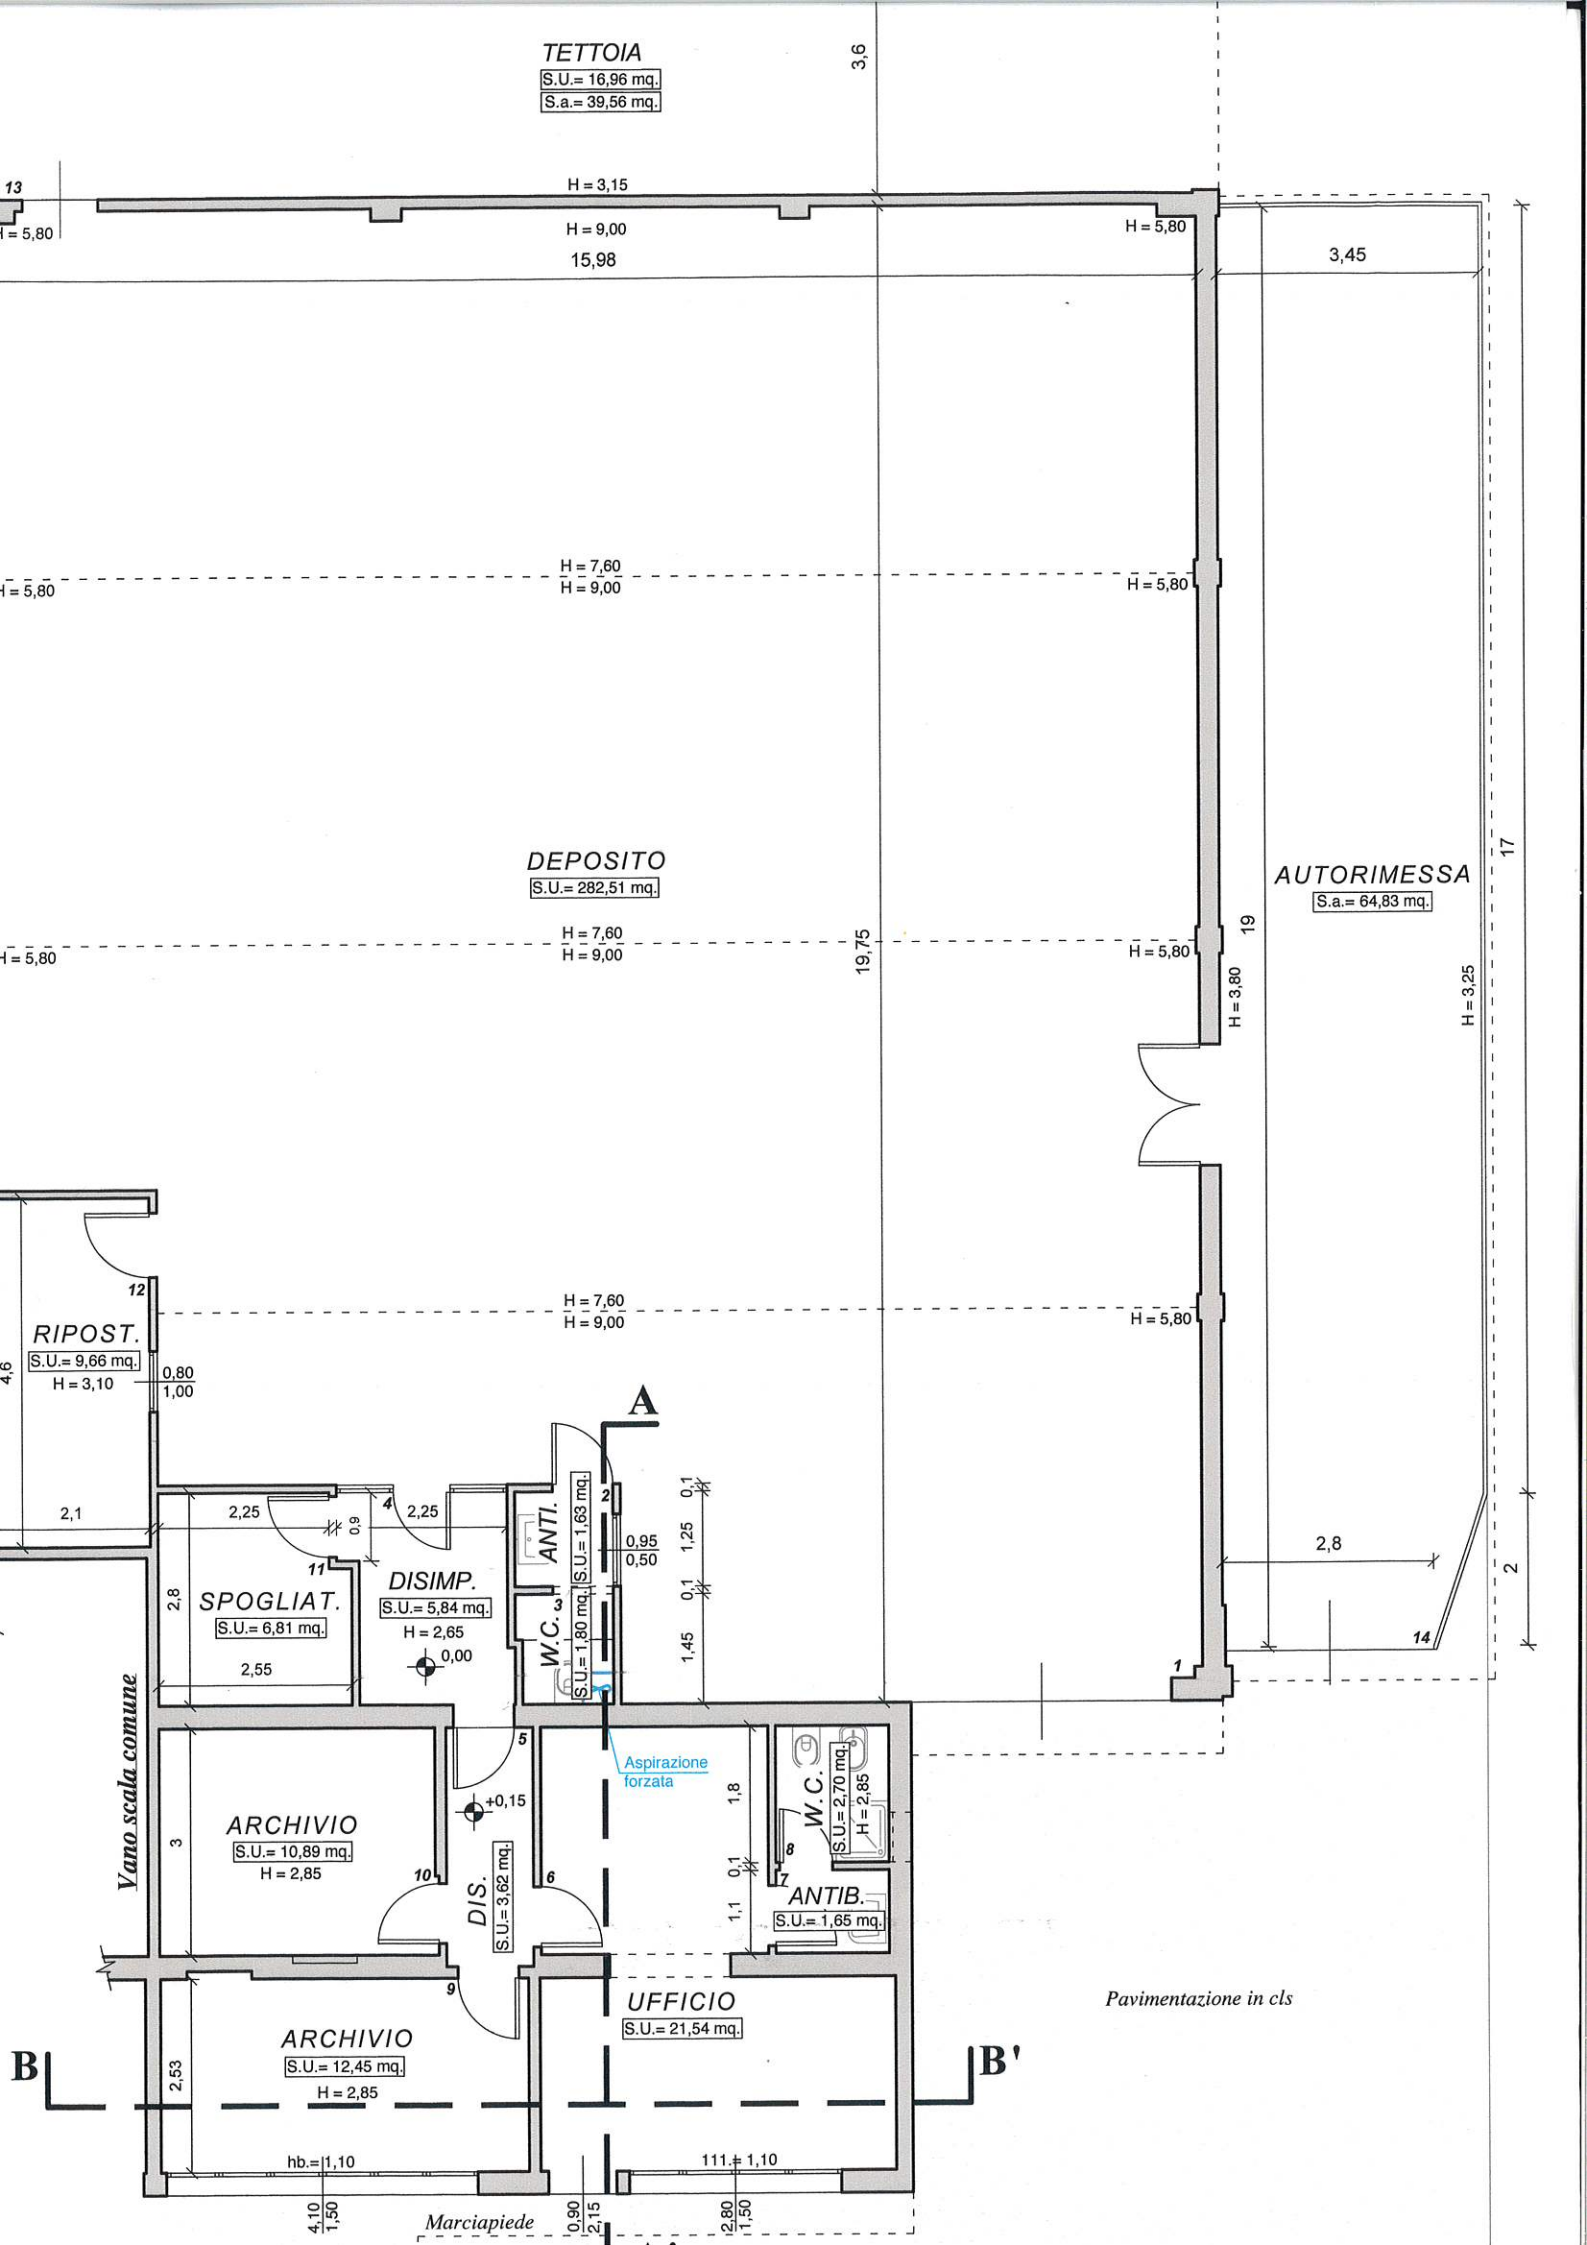 TETTOIA
S.U.= 16,96 mq.
S.a.= 39,56 mq.
3,6
13
H = 3,15
H = 5,80
H = 9,00
H = 5,80
15,98
3,45
H = 7,60
H = 9,00
H = 5,80
H = 5,80
17
DEPOSITO
S.U.= 282,51 mq.
AUTORIMESSA
S.a.= 64,83 mq.
19
19,75
H = 7,60
H = 9,00
H = 5,80
H = 5,80
H = 3,80
H = 3,25
12
H = 7,60
H = 9,00
H = 5,80
RIPOST.
S.U.= 9,66 mq.
H = 3,10
4,6
0,80
1,00
A
2,1
2,25
4
2,25
0,9
2
0,1
1,25
0,1
1,45
0,95
0,50
ANTI.
S.U.= 1,63 mq.
2,8
2
11
SPOGLIAT.
S.U.= 6,81 mq.
2,8
2,55
DISIMP.
S.U.= 5,84 mq.
H = 2,65
0,00
3
W.C.
S.U.= 1,80 mq.
14
1
Vano scala comune
5
Aspirazione
forzata
+0,15
ARCHIVIO
S.U.= 10,89 mq.
H = 2,85
3
10
DIS.
S.U.= 3,62 mq.
6
1,8
0,1
1,1
W.C.
S.U.= 2,70 mq.
H = 2,85
8
7
ANTIB.
S.U.= 1,65 mq.
9
UFFICIO
S.U.= 21,54 mq.
Pavimentazione in cls
ARCHIVIO
S.U.= 12,45 mq.
H = 2,85
2,53
B
B'
hb.= 1,10
111.= 1,10
4,10
1,50
Marciapiede
0,90
2,15
2,80
1,50